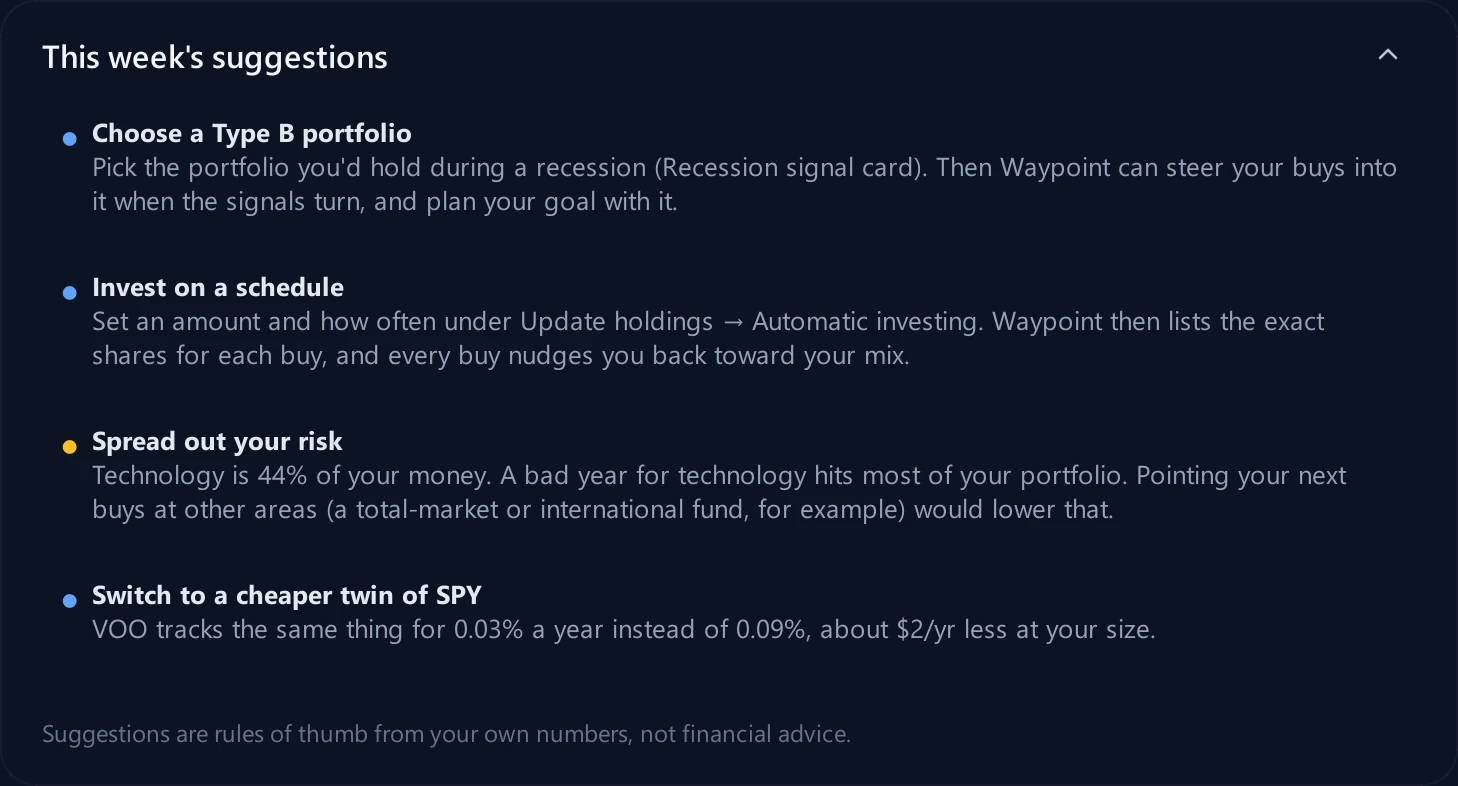 This week's suggestions
Choose a Type B portfolio
Pick the portfolio you'd hold during a recession (Recession signal card). Then Waypoint can steer your buys into
it when the signals turn, and plan your goal with it.
Invest on a schedule
Set an amount and how often under Update holdings → Automatic investing. Waypoint then lists the exact
shares for each buy, and every buy nudges you back toward your mix.
Spread out your risk
Technology is 44% of your money. A bad year for technology hits most of your portfolio. Pointing your next
buys at other areas (a total-market or international fund, for example) would lower that.
Switch to a cheaper twin of SPY
VOO tracks the same thing for 0.03% a year instead of 0.09%, about $2/yr less at your size.
Suggestions are rules of thumb from your own numbers, not financial advice.